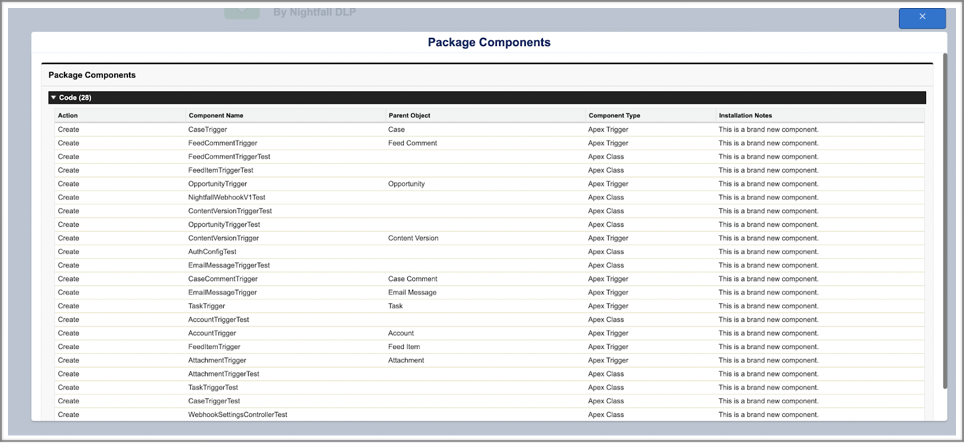 By Nightfall DLP
×
Package Components
Package Components
Code (28)
Action Component Name Parent Object Component Type Installation Notes
Create CaseTrigger Case Apex Trigger This is a brand new component.
Create FeedCommentTrigger Feed Comment Apex Trigger This is a brand new component.
Create FeedCommentTriggerTest Apex Class This is a brand new component.
Create FeedItemTriggerTest Apex Class This is a brand new component.
Create OpportunityTrigger Opportunity Apex Trigger This is a brand new component.
Create NightfallWebhookV1Test Apex Class This is a brand new component.
Create ContentVersionTriggerTest Apex Class This is a brand new component.
Create OpportunityTriggerTest Apex Class This is a brand new component.
Create ContentVersionTrigger Content Version Apex Trigger This is a brand new component.
Create AuthConfigTest Apex Class This is a brand new component.
Create EmailMessageTriggerTest Apex Class This is a brand new component.
Create CaseCommentTrigger Case Comment Apex Trigger This is a brand new component.
Create EmailMessageTrigger Email Message Apex Trigger This is a brand new component.
Create TaskTrigger Task Apex Trigger This is a brand new component.
Create AccountTriggerTest Apex Class This is a brand new component.
Create AccountTrigger Account Apex Trigger This is a brand new component.
Create FeedItemTrigger Feed Item Apex Trigger This is a brand new component.
Create AttachmentTrigger Attachment Apex Trigger This is a brand new component.
Create AttachmentTriggerTest Apex Class This is a brand new component.
Create TaskTriggerTest Apex Class This is a brand new component.
Create CaseTriggerTest Apex Class This is a brand new component.
Create WebhookSettingsControllerTest Apex Class This is a brand new component.